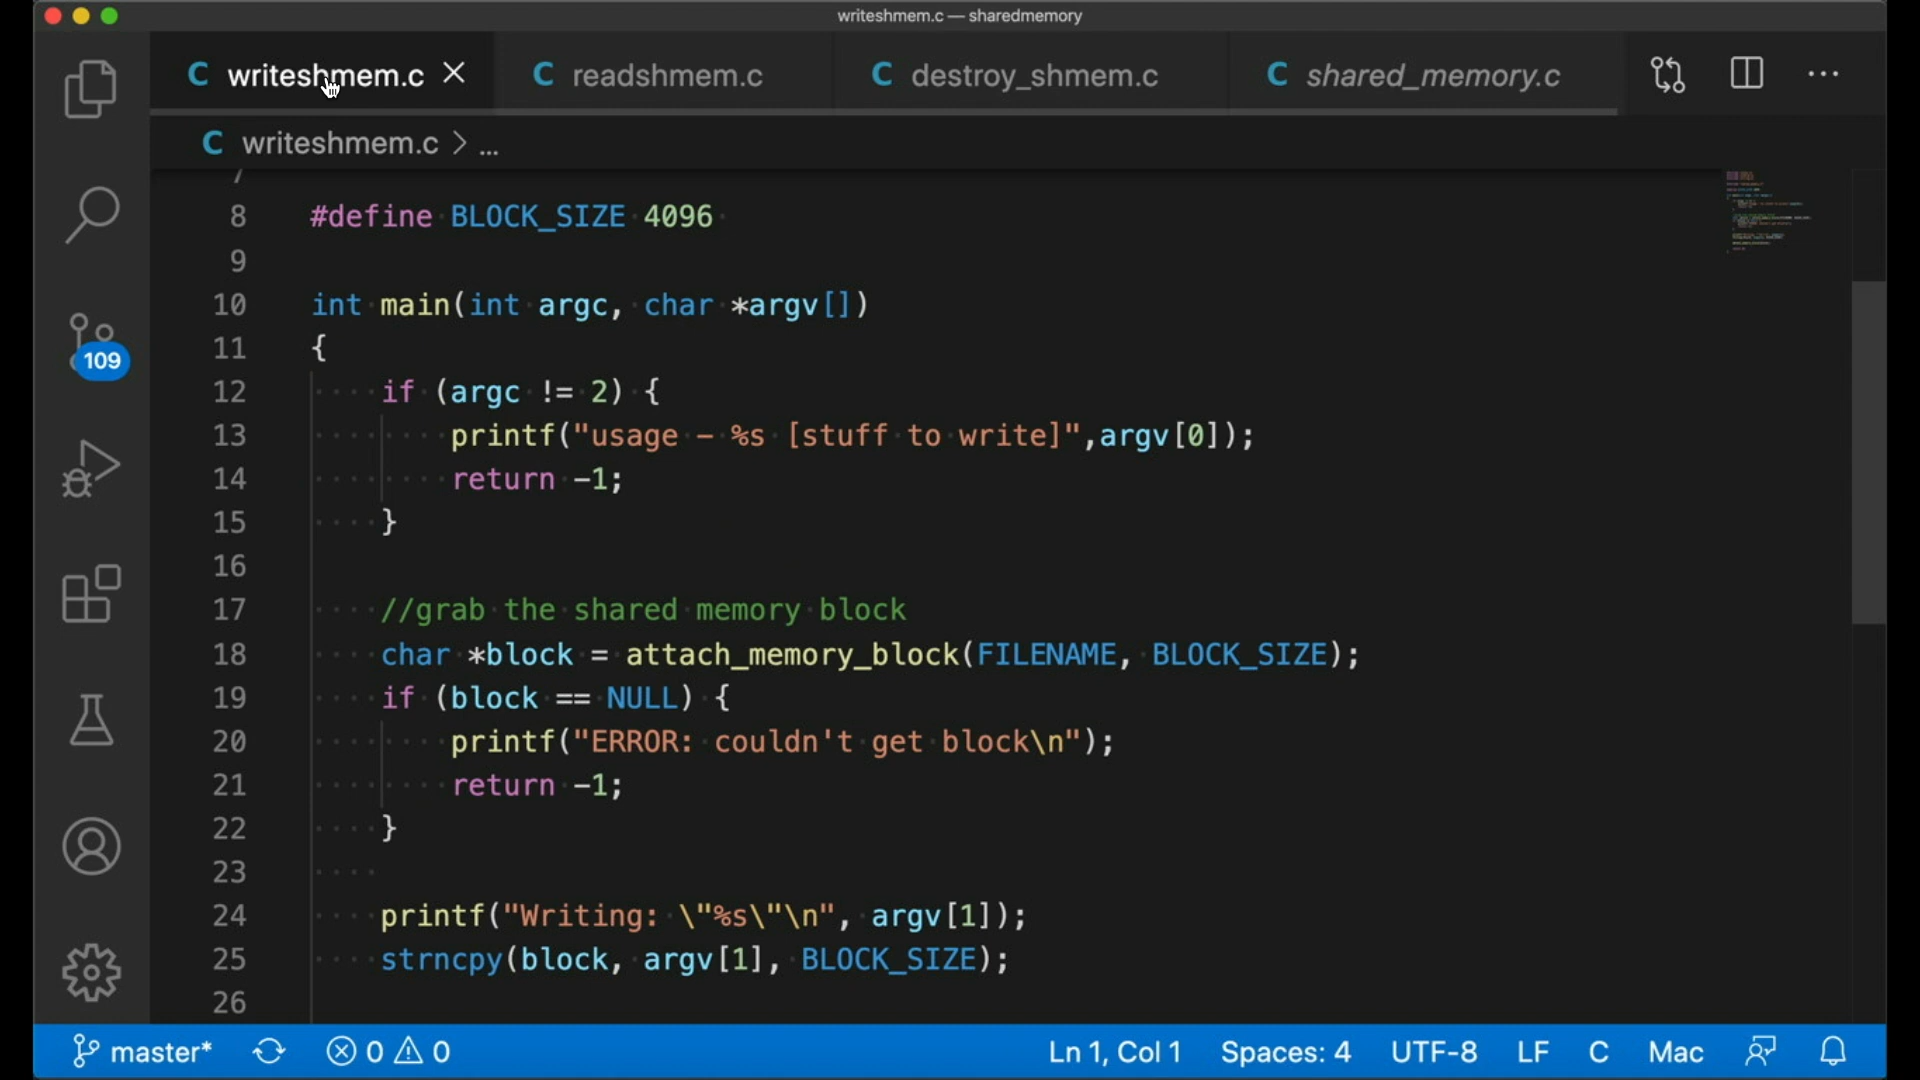 writeshmem.c — sharedmemory
C writeshmem.c
C readshmem.c
C destroy_shmem.c
C shared_memory.c
C writeshmem.c > ...
7
8 #define BLOCK_SIZE 4096
9
10 int main(int argc, char *argv[])
11 {
12 if (argc != 2) {
13 printf("usage - %s [stuff to write]",argv[0]);
14 return -1;
15 }
16
17 //grab the shared memory block
18 char *block = attach_memory_block(FILENAME, BLOCK_SIZE);
19 if (block == NULL) {
20 printf("ERROR: couldn't get block\n");
21 return -1;
22 }
23
24 printf("Writing: \"%s\"\n", argv[1]);
25 strncpy(block, argv[1], BLOCK_SIZE);
26
109
master* 0 0 Ln 1, Col 1 Spaces: 4 UTF-8 LF C Mac